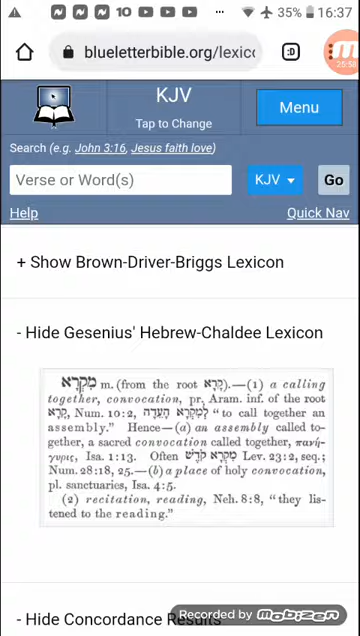 10 ... 35% 16:37
blueletterbible.org/lexico :D
25:58
KJV
Tap to Change
Menu
Search (e.g. John 3:16, Jesus faith love)
Verse or Word(s) KJV Go
Help Quick Nav
+ Show Brown-Driver-Briggs Lexicon
- Hide Gesenius' Hebrew-Chaldee Lexicon
מִקְרָא m. (from the root קָרָא).—(1) a calling
together, convocation, pr. Aram. inf. of the root
קָרָא, Num. 10:2, לְמִקְרָא הָעֵדָה "to call together an
assembly." Hence—(a) an assembly called to-
gether, a sacred convocation called together, πανή-
γυρις, Isa. 1:13. Often מִקְרָא קֹדֶשׁ Lev. 23:2, seq.;
Num. 28:18, 25.—(b) a place of holy convocation,
pl. sanctuaries, Isa. 4:5.
(2) recitation, reading, Neh. 8:8, "they lis-
tened to the reading."
- Hide Concordance Results
Recorded by mobizen